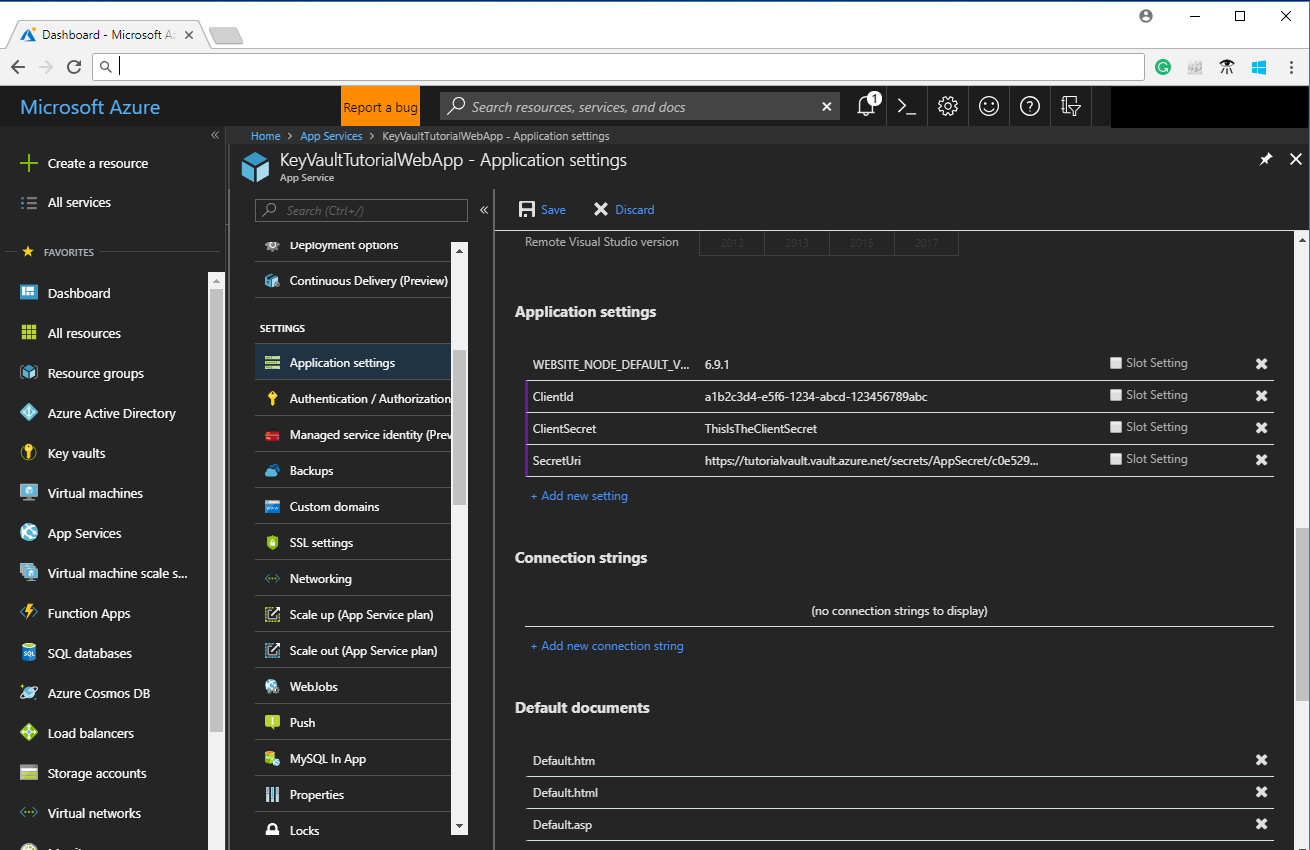 Dashboard - Microsoft Az
Microsoft Azure
Report a bug
Search resources, services, and docs
1
Home > App Services > KeyVaultTutorialWebApp - Application settings
KeyVaultTutorialWebApp - Application settings
App Service
Create a resource
All services
FAVORITES
Dashboard
All resources
Resource groups
Azure Active Directory
Key vaults
Virtual machines
App Services
Virtual machine scale s...
Function Apps
SQL databases
Azure Cosmos DB
Load balancers
Storage accounts
Virtual networks
Search (Ctrl+/)
Deployment options
Continuous Delivery (Preview)
SETTINGS
Application settings
Authentication / Authorization
Managed service identity (Prev
Backups
Custom domains
SSL settings
Networking
Scale up (App Service plan)
Scale out (App Service plan)
WebJobs
Push
MySQL In App
Properties
Locks
Save Discard
Remote Visual Studio version 2012 2013 2015 2017
Application settings
WEBSITE_NODE_DEFAULT_V... 6.9.1 Slot Setting
ClientId a1b2c3d4-e5f6-1234-abcd-123456789abc Slot Setting
ClientSecret ThisIsTheClientSecret Slot Setting
SecretUri https://tutorialvault.vault.azure.net/secrets/AppSecret/c0e529... Slot Setting
+ Add new setting
Connection strings
(no connection strings to display)
+ Add new connection string
Default documents
Default.htm
Default.html
Default.asp